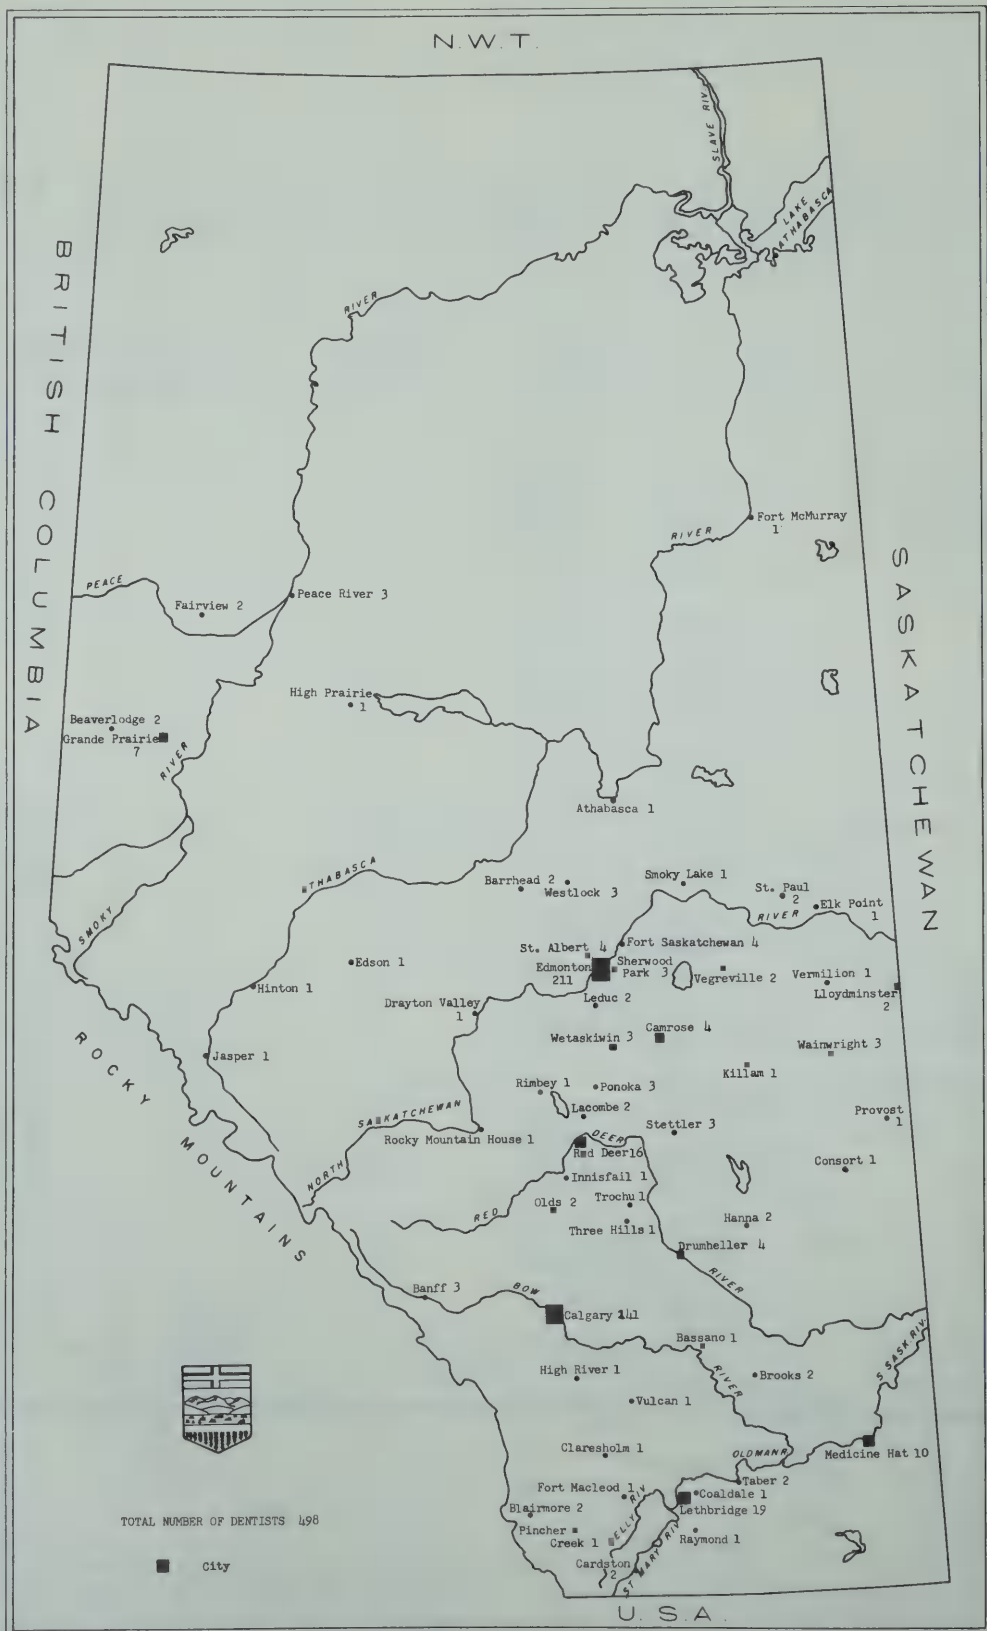 N.W.T.
SLAVE RIV.
LAKE
ATHABASCA
BRITISH COLUMBIA
RIVER
Fort McMurray
1
RIVER
SASKATCHEWAN
PEACE
Fairview 2
Peace River 3
High Prairie
1
Beaverlodge 2
Grande Prairie
7
RIVER
Athabasca 1
ATHABASCA
Barrhead 2
Westlock 3
Smoky Lake 1
St. Paul
2
Elk Point
1
RIVER
SMOKY
St. Albert 4
Fort Saskatchewan 4
Edmonton
211
Sherwood
Park 3
Edson 1
Vegreville 2
Vermilion 1
Lloydminster
2
Hinton 1
Leduc 2
Drayton Valley
1
Camrose 4
Wetaskiwin 3
Wainwright 3
Jasper 1
Killam 1
ROCKY MOUNTAINS
Rimbey 1
Ponoka 3
Lacombe 2
Provost
1
NORTH SASKATCHEWAN
Rocky Mountain House 1
Stettler 3
DEER
Red Deer 16
Consort 1
Innisfail 1
Olds 2
Trochu 1
RED
Three Hills 1
Hanna 2
Drumheller 4
RIVER
Banff 3
BOW
Calgary 141
Bassano 1
S. SASK. RIV.
High River 1
RIVER
Brooks 2
Vulcan 1
Claresholm 1
OLDMAN R.
Medicine Hat 10
Taber 2
Fort Macleod 1
Coaldale 1
Lethbridge 19
Blairmore 2
Pincher
Creek 1
BELLY RIV
Raymond 1
Cardston
2
ST MARY RIV
TOTAL NUMBER OF DENTISTS 498
City
U.S.A.